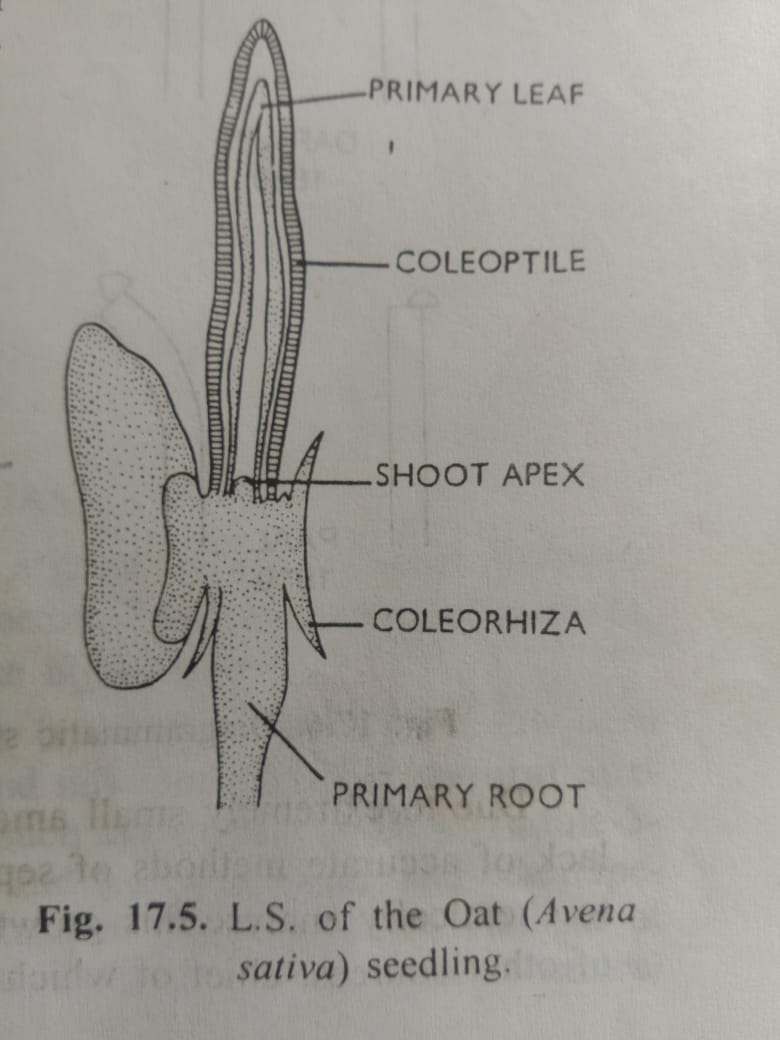 PRIMARY LEAF
COLEOPTILE
SHOOT APEX
COLEORHIZA
PRIMARY ROOT
Fig. 17.5. L.S. of the Oat (Avena
sativa) seedling.